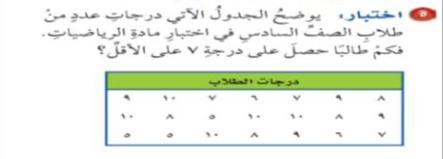 ٥ اختبار، يوضحُ الجدولُ الآتي درجاتِ عددٍ منْ
طلابِ الصفِّ السادسِ في اختبارِ مادةِ الرياضياتِ.
فكمْ طالبًا حصلَ على درجةِ ٧ على الأقلِّ؟
درجات الطلاب
٨ ٩ ٧ ٦ ٧ ١٠ ٩
٩ ٨ ١٠ ١٠ ٥ ٨ ١٠
٧ ٦ ٩ ٨ ١٠ ٥ ٥